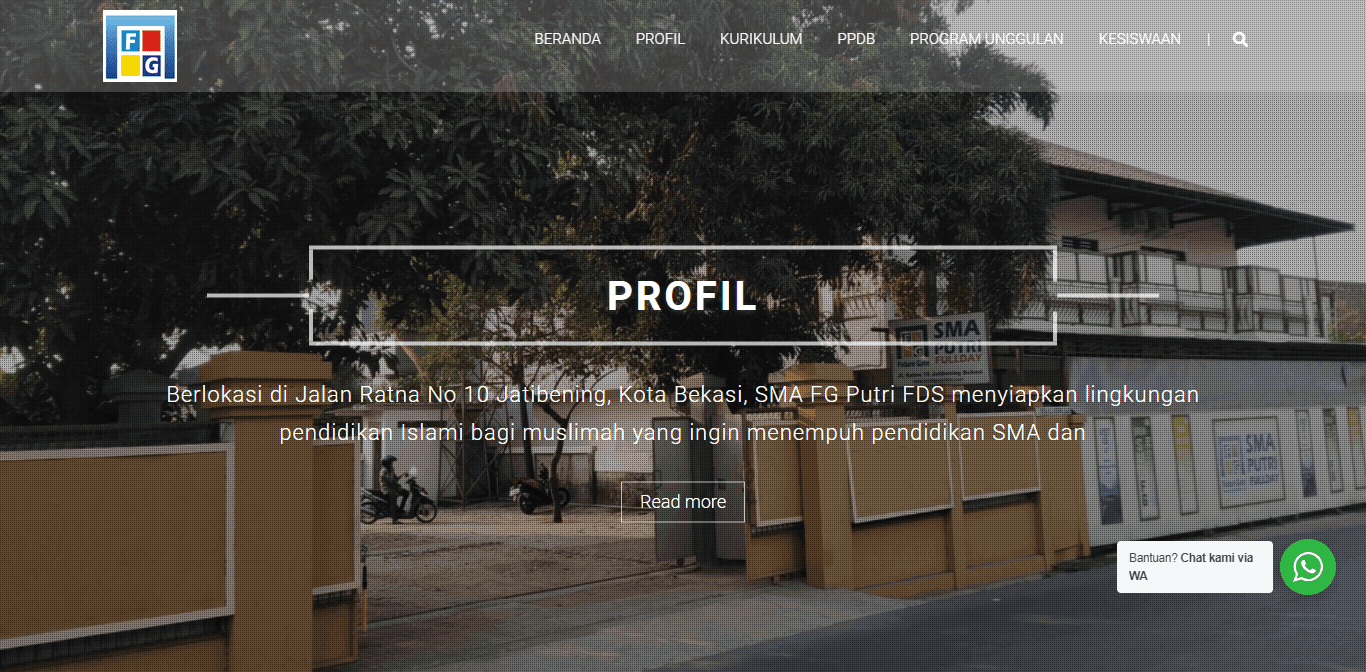 F
G
BERANDA PROFIL KURIKULUM PPDB PROGRAM UNGGULAN KESISWAAN |
PROFIL
SMA
PUTRI
FULLDAY
Berlokasi di Jalan Ratna No 10 Jatibening, Kota Bekasi, SMA FG Putri FDS menyiapkan lingkungan
pendidikan Islami bagi muslimah yang ingin menempuh pendidikan SMA dan
SMA
PUTRI
FULLDAY
Read more
Bantuan? Chat kami via
WA